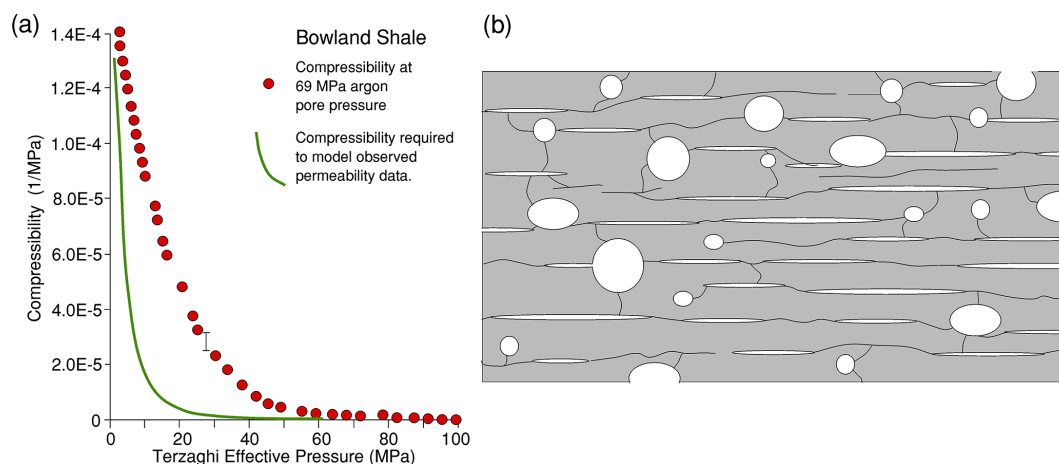 (a)
1.4E-4
1.2E-4
1.0E-4
8.0E-5
6.0E-5
4.0E-5
2.0E-5
0
Compressibility (1/MPa)
Bowland Shale
Compressibility at
69 MPa argon
pore pressure
Compressibility required
to model observed
permeability data.
0
20
40
60
80
100
Terzaghi Effective Pressure (MPa)
(b)